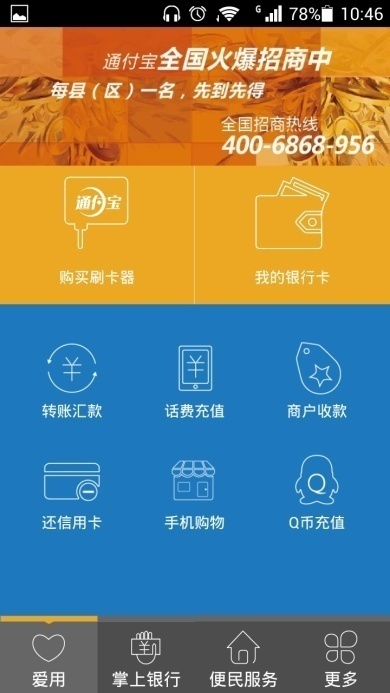 G 78% 10:46
通付宝全国火爆招商中
每县（区）一名，先到先得
全国招商热线
400-6868-956
通付宝
购买刷卡器 我的银行卡
转账汇款 话费充值 商户收款
还信用卡 手机购物 Q币充值
Q
爱用 掌上银行 便民服务 更多